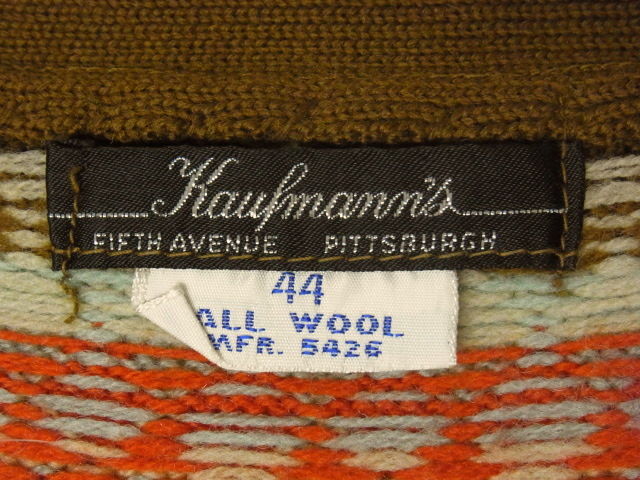 Kaufmann's
FIFTH AVENUE PITTSBURGH
44
ALL WOOL
MFR. 5426